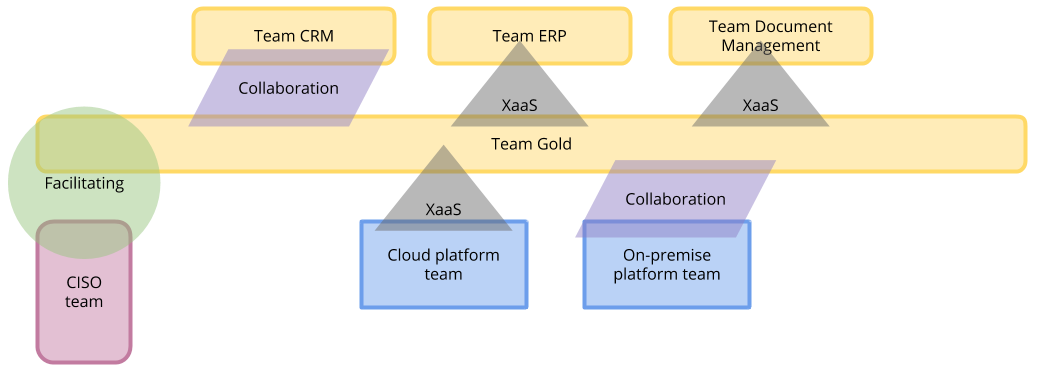 Team CRM
Team ERP
Team Document
Management
Collaboration
XaaS
XaaS
Team Gold
Facilitating
XaaS
Collaboration
Cloud platform
team
On-premise
platform team
CISO
team